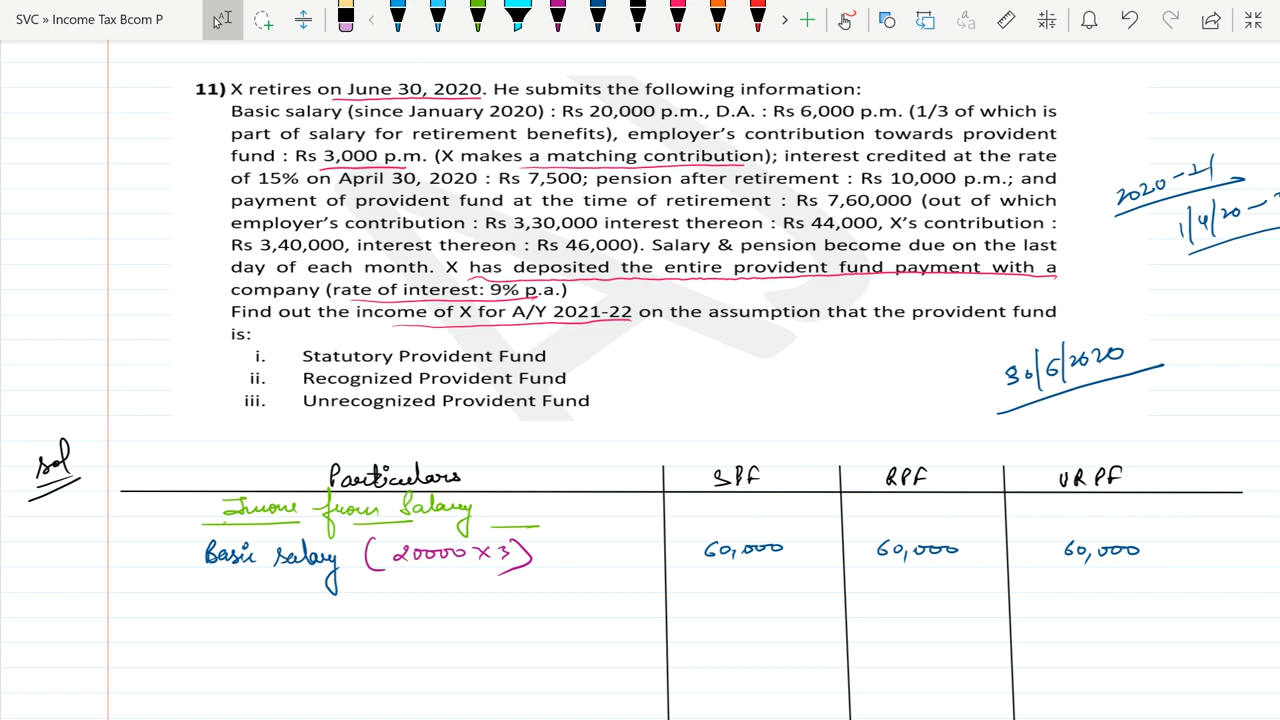 SVC » Income Tax Bcom P
11) X retires on June 30, 2020. He submits the following information:
Basic salary (since January 2020) : Rs 20,000 p.m., D.A. : Rs 6,000 p.m. (1/3 of which is
part of salary for retirement benefits), employer's contribution towards provident
fund : Rs 3,000 p.m. (X makes a matching contribution); interest credited at the rate
of 15% on April 30, 2020 : Rs 7,500; pension after retirement : Rs 10,000 p.m.; and
payment of provident fund at the time of retirement : Rs 7,60,000 (out of which
employer's contribution : Rs 3,30,000 interest thereon : Rs 44,000, X's contribution :
Rs 3,40,000, interest thereon : Rs 46,000). Salary & pension become due on the last
day of each month. X has deposited the entire provident fund payment with a
company (rate of interest: 9% p.a.)
Find out the income of X for A/Y 2021-22 on the assumption that the provident fund
is:
i. Statutory Provident Fund
ii. Recognized Provident Fund
iii. Unrecognized Provident Fund
2020-21
1/4/20 -
30/6/2020
sol
Particulars SPF RPF URPF
Income from Salary
Basic salary (20000 × 3) 60,000 60,000 60,000